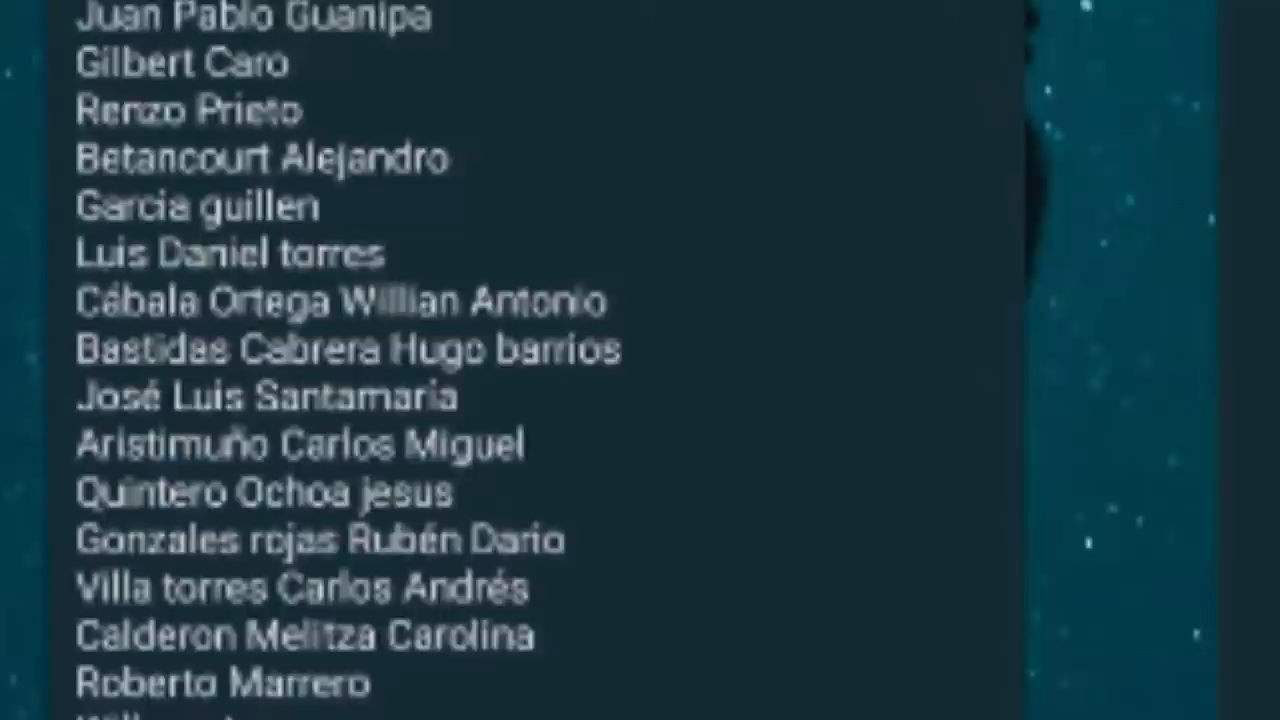 Juan Pablo Guanipa
Gilbert Caro
Renzo Prieto
Betancourt Alejandro
Garcia guillen
Luis Daniel torres
Cábala Ortega Willian Antonio
Bastidas Cabrera Hugo barrios
José Luis Santamaría
Aristimuño Carlos Miguel
Quintero Ochoa jesus
Gonzales rojas Rubén Dario
Villa torres Carlos Andrés
Calderon Melitza Carolina
Roberto Marrero